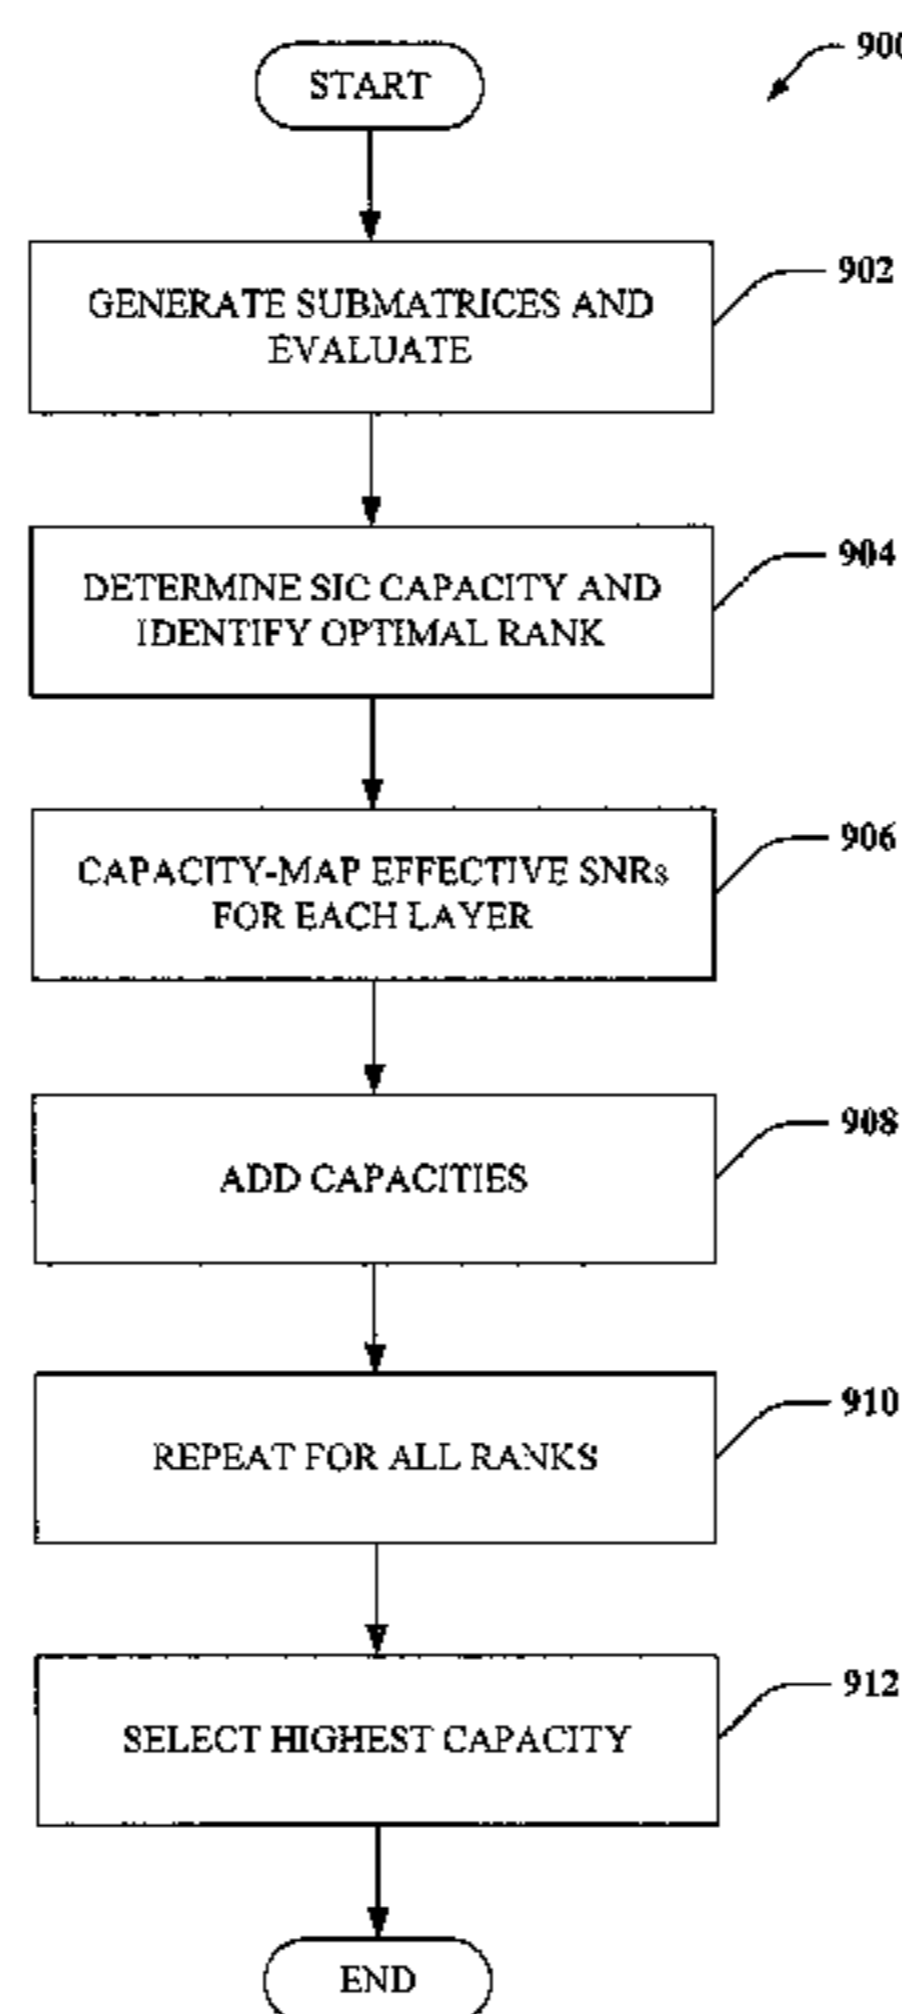 900
START
902
GENERATE SUBMATRICES AND
EVALUATE
904
DETERMINE SIC CAPACITY AND
IDENTIFY OPTIMAL RANK
906
CAPACITY-MAP EFFECTIVE SNRs
FOR EACH LAYER
908
ADD CAPACITIES
910
REPEAT FOR ALL RANKS
912
SELECT HIGHEST CAPACITY
END